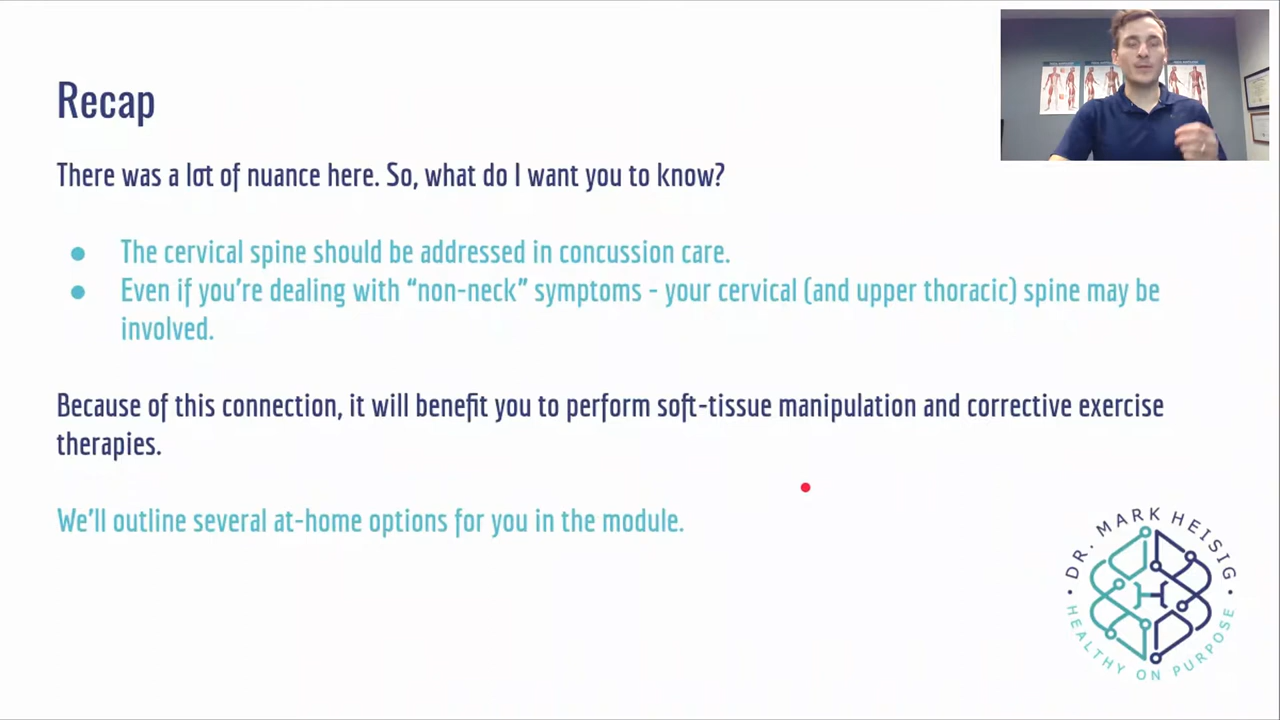 Recap
There was a lot of nuance here. So, what do I want you to know?
● The cervical spine should be addressed in concussion care.
● Even if you're dealing with “non-neck” symptoms - your cervical (and upper thoracic) spine may be
involved.
Because of this connection, it will benefit you to perform soft-tissue manipulation and corrective exercise
therapies.
We'll outline several at-home options for you in the module.
• DR. MARK HEISIG •
HEALTHY ON PURPOSE